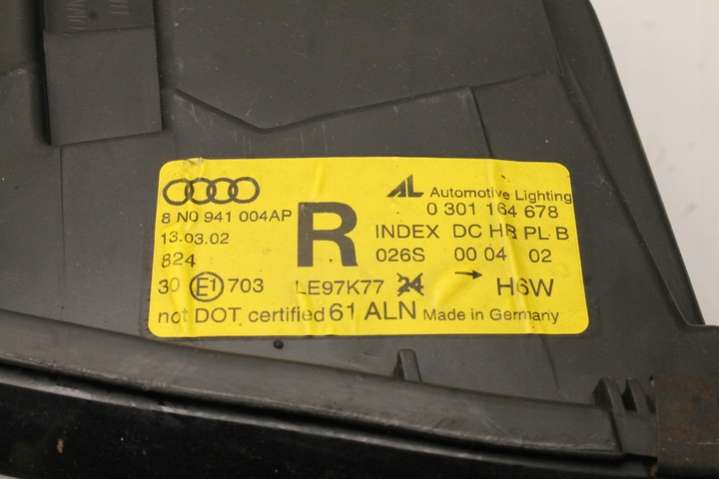 8 N0 941 004AP
13.03.02
824
30 E1 703
R
LE97K77 24
not DOT certified 61 ALN Made in Germany
AL Automotive Lighting
0 301 164 678
INDEX DC HB PL B
026S 00 04 02
H6W